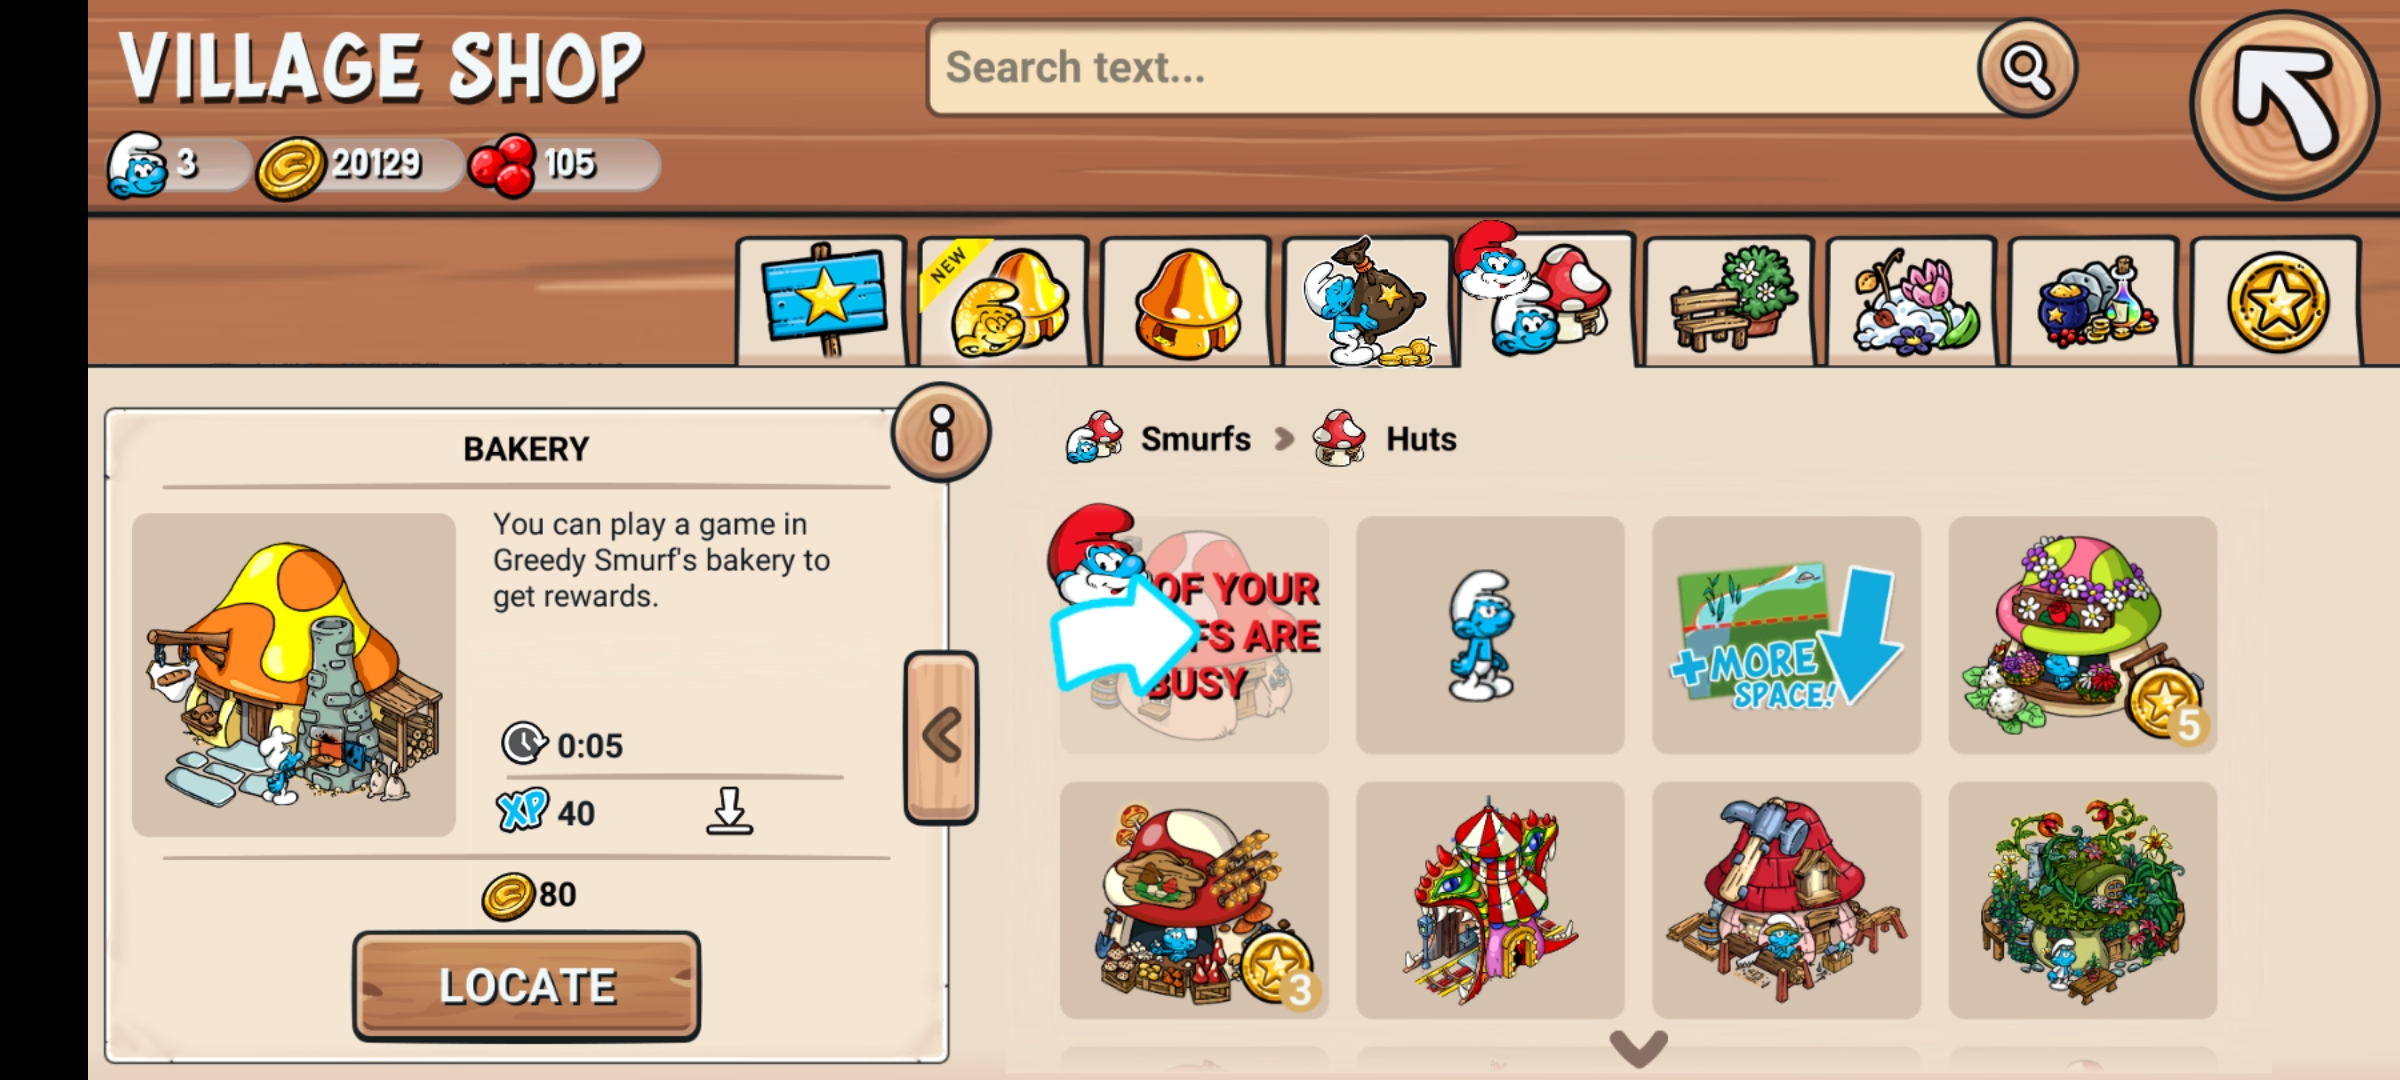 VILLAGE SHOP
Search text...
3
20129
105
NEW
BAKERY
You can play a game in
Greedy Smurf's bakery to
get rewards.
0:05
XP 40
80
LOCATE
Smurfs
Huts
OF YOUR
ARE
BUSY
+MORE
SPACE!
5
3